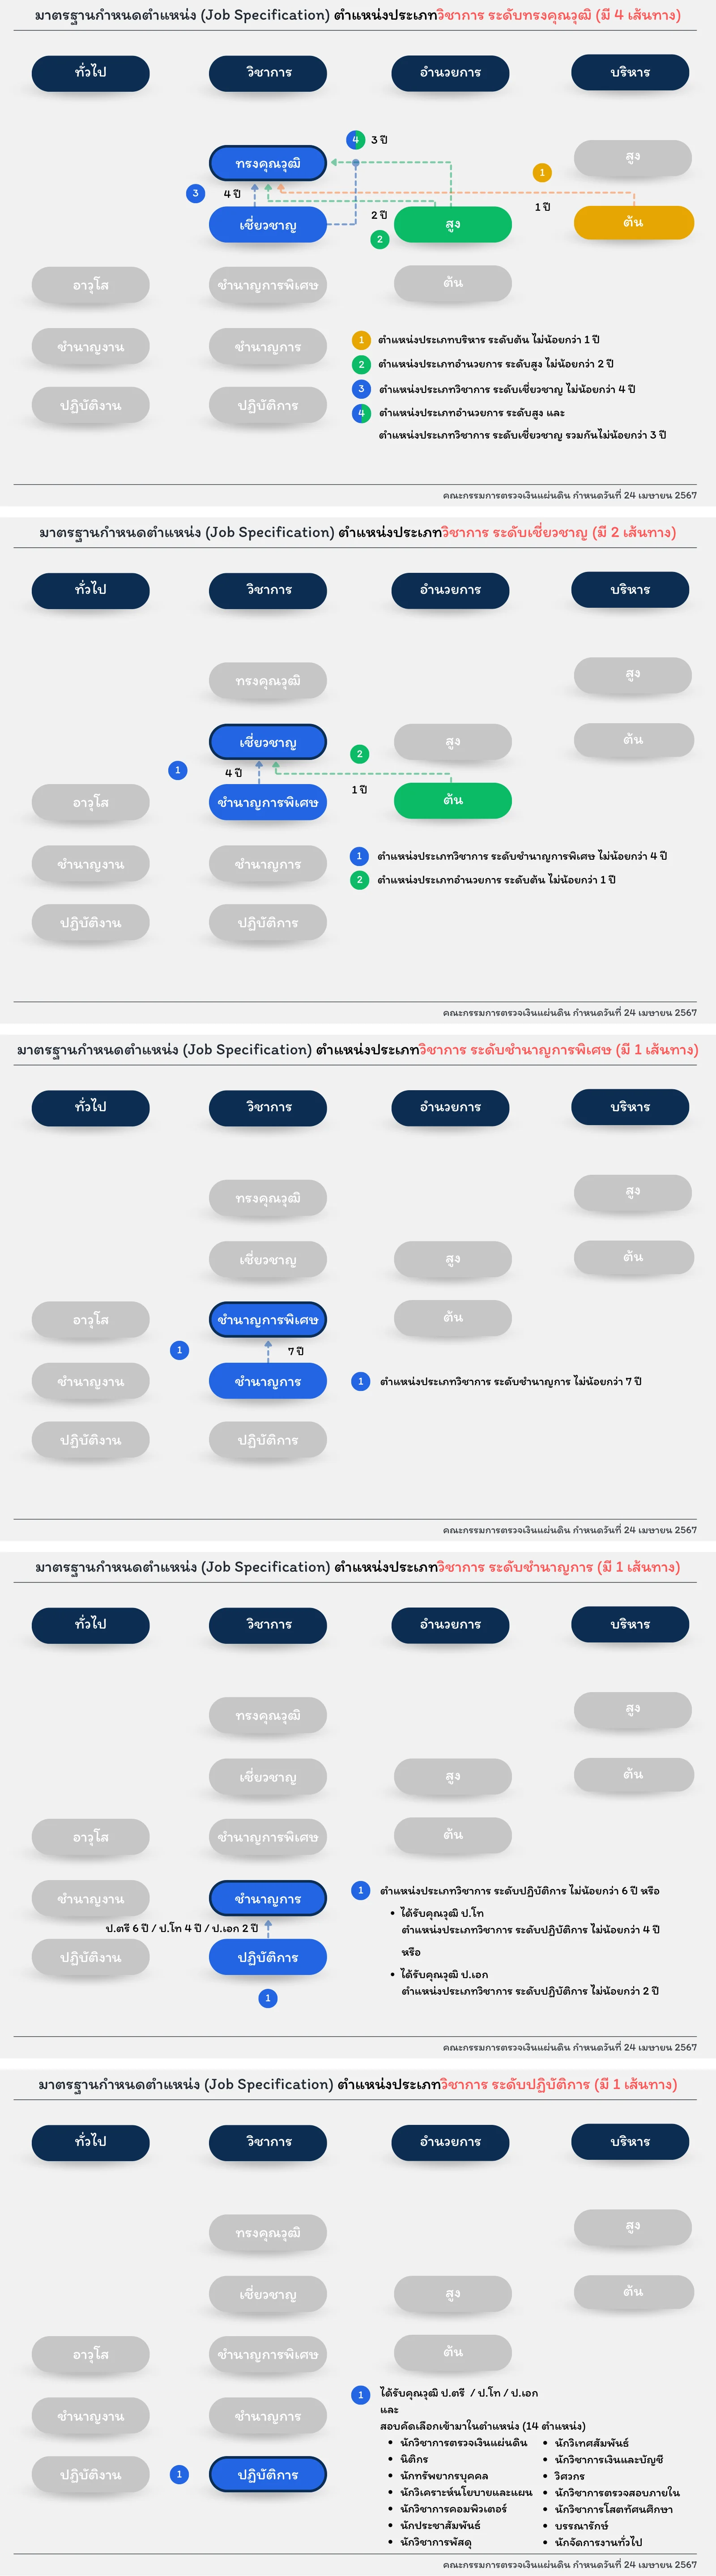 มาตรฐานกำหนดตำแหน่ง (Job Specification) ตำแหน่งประเภทวิชาการ ระดับทรงคุณวุฒิ (มี 4 เส้นทาง)
ทั่วไป วิชาการ อำนวยการ บริหาร
4 3 ปี
ทรงคุณวุฒิ สูง
1
3 4 ปี
2 ปี 1 ปี
เชี่ยวชาญ สูง ต้น
2
อาวุโส ชำนาญการพิเศษ ต้น
ชำนาญงาน ชำนาญการ
ปฏิบัติงาน ปฏิบัติการ
1 ตำแหน่งประเภทบริหาร ระดับต้น ไม่น้อยกว่า 1 ปี
2 ตำแหน่งประเภทอำนวยการ ระดับสูง ไม่น้อยกว่า 2 ปี
3 ตำแหน่งประเภทวิชาการ ระดับเชี่ยวชาญ ไม่น้อยกว่า 4 ปี
4 ตำแหน่งประเภทอำนวยการ ระดับสูง และ
ตำแหน่งประเภทวิชาการ ระดับเชี่ยวชาญ รวมกันไม่น้อยกว่า 3 ปี
คณะกรรมการตรวจเงินแผ่นดิน กำหนดวันที่ 24 เมษายน 2567
มาตรฐานกำหนดตำแหน่ง (Job Specification) ตำแหน่งประเภทวิชาการ ระดับเชี่ยวชาญ (มี 2 เส้นทาง)
ทั่วไป วิชาการ อำนวยการ บริหาร
ทรงคุณวุฒิ สูง
เชี่ยวชาญ สูง ต้น
2
1 4 ปี
1 ปี
อาวุโส ชำนาญการพิเศษ ต้น
ชำนาญงาน ชำนาญการ
ปฏิบัติงาน ปฏิบัติการ
1 ตำแหน่งประเภทวิชาการ ระดับชำนาญการพิเศษ ไม่น้อยกว่า 4 ปี
2 ตำแหน่งประเภทอำนวยการ ระดับต้น ไม่น้อยกว่า 1 ปี
คณะกรรมการตรวจเงินแผ่นดิน กำหนดวันที่ 24 เมษายน 2567
มาตรฐานกำหนดตำแหน่ง (Job Specification) ตำแหน่งประเภทวิชาการ ระดับชำนาญการพิเศษ (มี 1 เส้นทาง)
ทั่วไป วิชาการ อำนวยการ บริหาร
ทรงคุณวุฒิ สูง
เชี่ยวชาญ สูง ต้น
อาวุโส ชำนาญการพิเศษ ต้น
1 7 ปี
ชำนาญงาน ชำนาญการ
ปฏิบัติงาน ปฏิบัติการ
1 ตำแหน่งประเภทวิชาการ ระดับชำนาญการ ไม่น้อยกว่า 7 ปี
คณะกรรมการตรวจเงินแผ่นดิน กำหนดวันที่ 24 เมษายน 2567
มาตรฐานกำหนดตำแหน่ง (Job Specification) ตำแหน่งประเภทวิชาการ ระดับชำนาญการ (มี 1 เส้นทาง)
ทั่วไป วิชาการ อำนวยการ บริหาร
ทรงคุณวุฒิ สูง
เชี่ยวชาญ สูง ต้น
อาวุโส ชำนาญการพิเศษ ต้น
ชำนาญงาน ชำนาญการ
ป.ตรี 6 ปี / ป.โท 4 ปี / ป.เอก 2 ปี
ปฏิบัติงาน ปฏิบัติการ
1
1 ตำแหน่งประเภทวิชาการ ระดับปฏิบัติการ ไม่น้อยกว่า 6 ปี หรือ
• ได้รับคุณวุฒิ ป.โท
ตำแหน่งประเภทวิชาการ ระดับปฏิบัติการ ไม่น้อยกว่า 4 ปี
หรือ
• ได้รับคุณวุฒิ ป.เอก
ตำแหน่งประเภทวิชาการ ระดับปฏิบัติการ ไม่น้อยกว่า 2 ปี
คณะกรรมการตรวจเงินแผ่นดิน กำหนดวันที่ 24 เมษายน 2567
มาตรฐานกำหนดตำแหน่ง (Job Specification) ตำแหน่งประเภทวิชาการ ระดับปฏิบัติการ (มี 1 เส้นทาง)
ทั่วไป วิชาการ อำนวยการ บริหาร
ทรงคุณวุฒิ สูง
เชี่ยวชาญ สูง ต้น
อาวุโส ชำนาญการพิเศษ ต้น
ชำนาญงาน ชำนาญการ
ปฏิบัติงาน 1 ปฏิบัติการ
1 ได้รับคุณวุฒิ ป.ตรี / ป.โท / ป.เอก
และ
สอบคัดเลือกเข้ามาในตำแหน่ง (14 ตำแหน่ง)
• นักวิชาการตรวจเงินแผ่นดิน
• นิติกร
• นักทรัพยากรบุคคล
• นักวิเคราะห์นโยบายและแผน
• นักวิชาการคอมพิวเตอร์
• นักประชาสัมพันธ์
• นักวิชาการพัสดุ
• นักวิเทศสัมพันธ์
• นักวิชาการเงินและบัญชี
• วิศวกร
• นักวิชาการตรวจสอบภายใน
• นักวิชาการโสตทัศนศึกษา
• บรรณารักษ์
• นักจัดการงานทั่วไป
คณะกรรมการตรวจเงินแผ่นดิน กำหนดวันที่ 24 เมษายน 2567